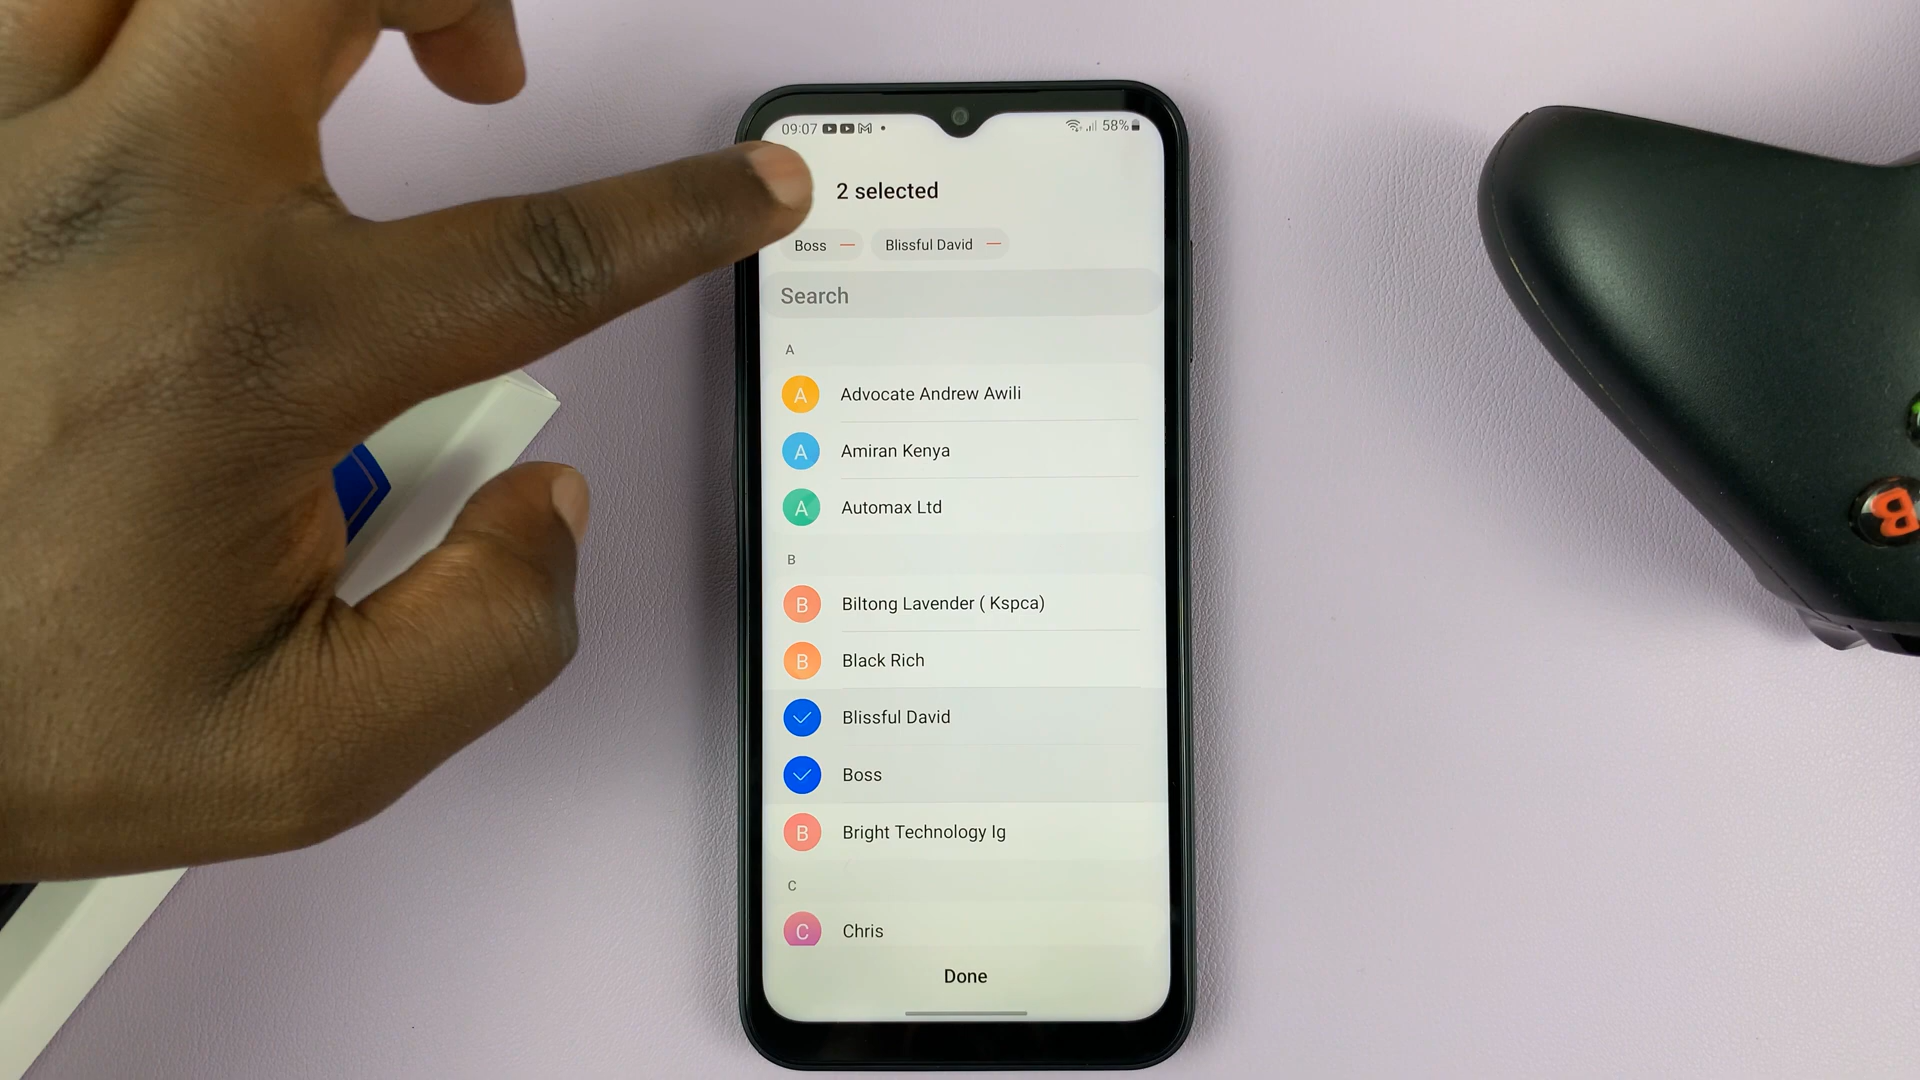 09:07 58%
2 selected
Boss Blissful David
Search
A
A Advocate Andrew Awili
A Amiran Kenya
A Automax Ltd
B
B Biltong Lavender ( Kspca)
B Black Rich
Blissful David
Boss
B Bright Technology Ig
C
C Chris
Done
B